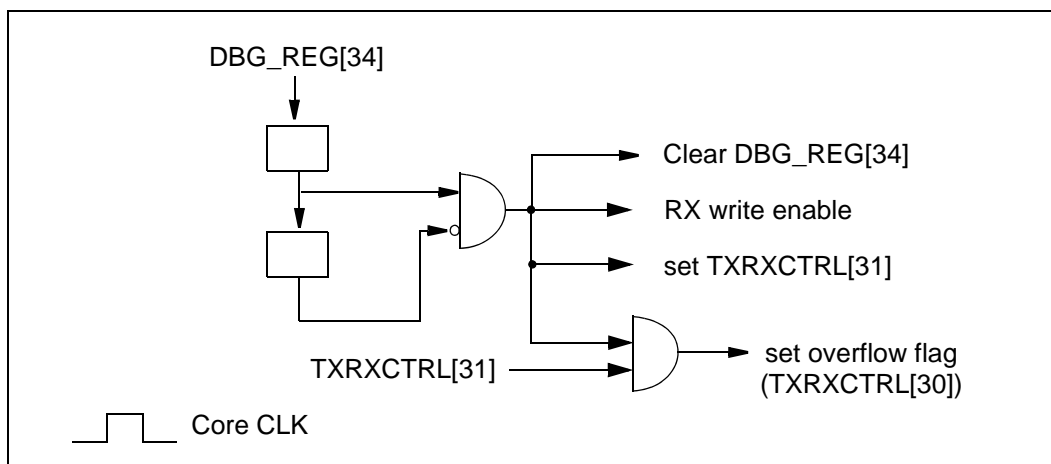 DBG_REG[34]
Clear DBG_REG[34]
RX write enable
set TXRXCTRL[31]
TXRXCTRL[31]
set overflow flag
(TXRXCTRL[30])
Core CLK